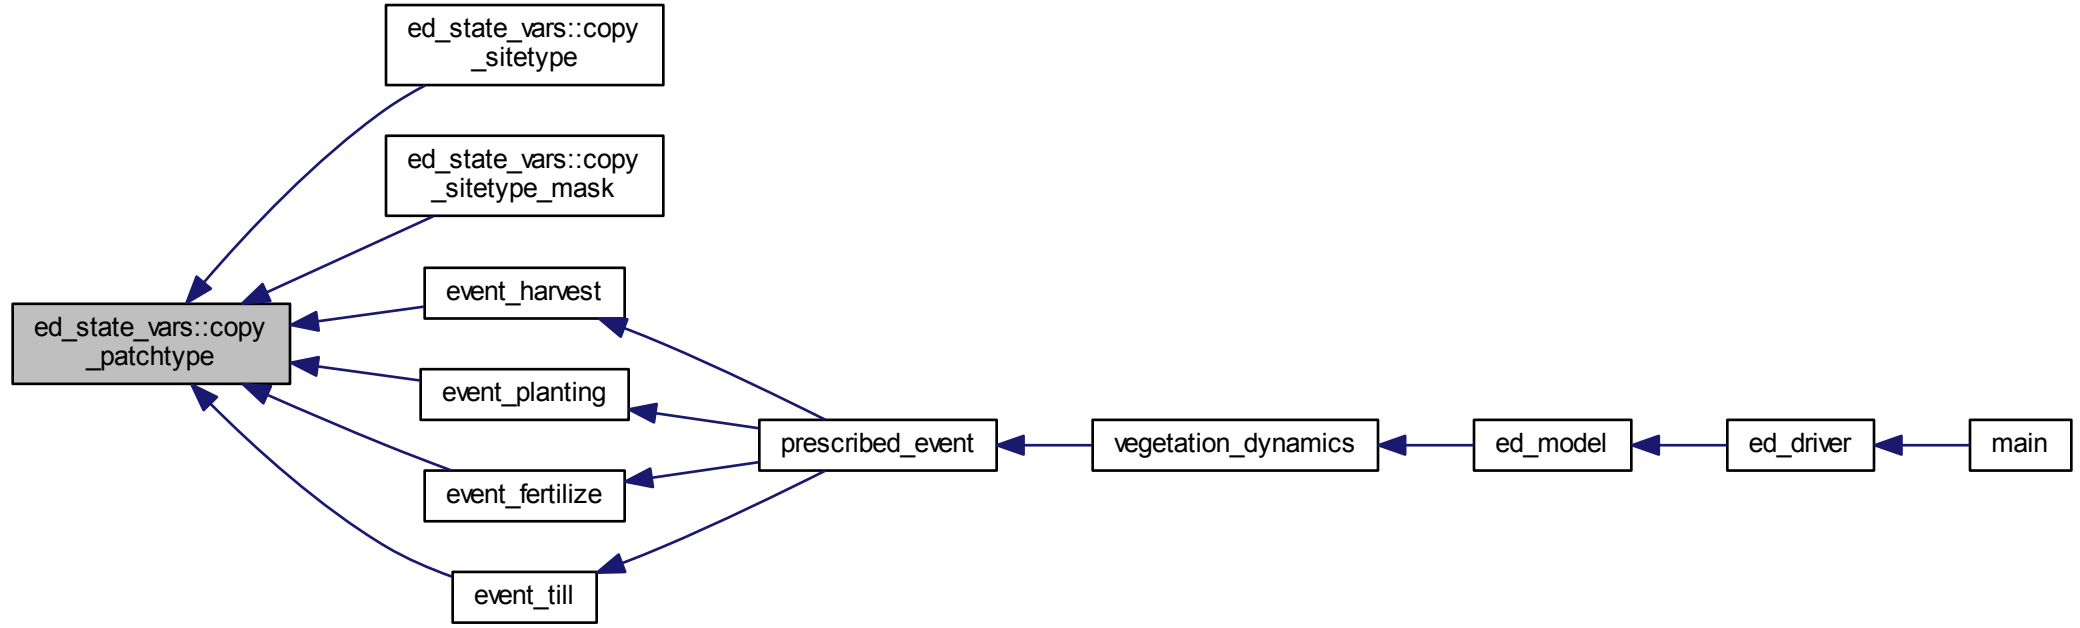 ed_state_vars::copy
_sitetype
ed_state_vars::copy
_sitetype_mask
event_harvest
ed_state_vars::copy
_patchtype
event_planting
prescribed_event
vegetation_dynamics
ed_model
ed_driver
main
event_fertilize
event_till